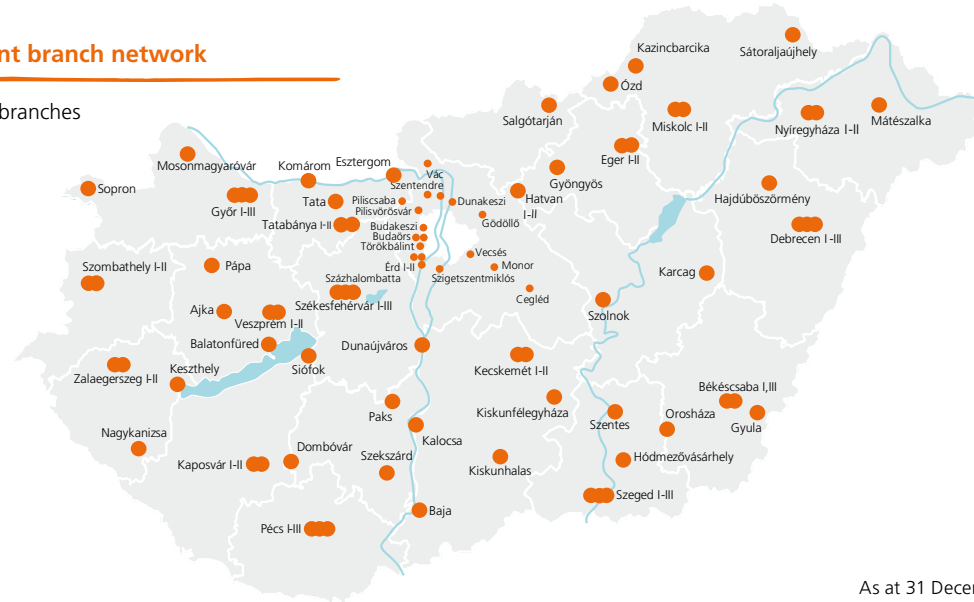 nt branch network
branches
Kazincbarcika
Sátoraljaújhely
Ózd
Salgótarján
Miskolc I-II
Nyíregyháza I-II
Mátészalka
Eger I-II
Gyöngyös
Hatvan
I-II
Hajdúböszörmény
Debrecen I-III
Mosonmagyaróvár
Sopron
Győr I-III
Komárom
Esztergom
Tata
Tatabánya I-II
Vác
Szentendre
Piliscsaba
Pilisvörösvár
Dunakeszi
Gödöllő
Budakeszi
Budaörs
Törökbálint
Érd I-II
Százhalombatta
Szigetszentmiklós
Vecsés
Monor
Cegléd
Szombathely I-II
Pápa
Ajka
Veszprém I-II
Székesfehérvár I-III
Balatonfüred
Siófok
Keszthely
Zalaegerszeg I-II
Nagykanizsa
Kaposvár I-II
Dombóvár
Pécs I-III
Szekszárd
Paks
Dunaújváros
Kalocsa
Baja
Kecskemét I-II
Kiskunfélegyháza
Kiskunhalas
Szolnok
Karcag
Szentes
Orosháza
Békéscsaba I,III
Gyula
Hódmezővásárhely
Szeged I-III
As at 31 Decem